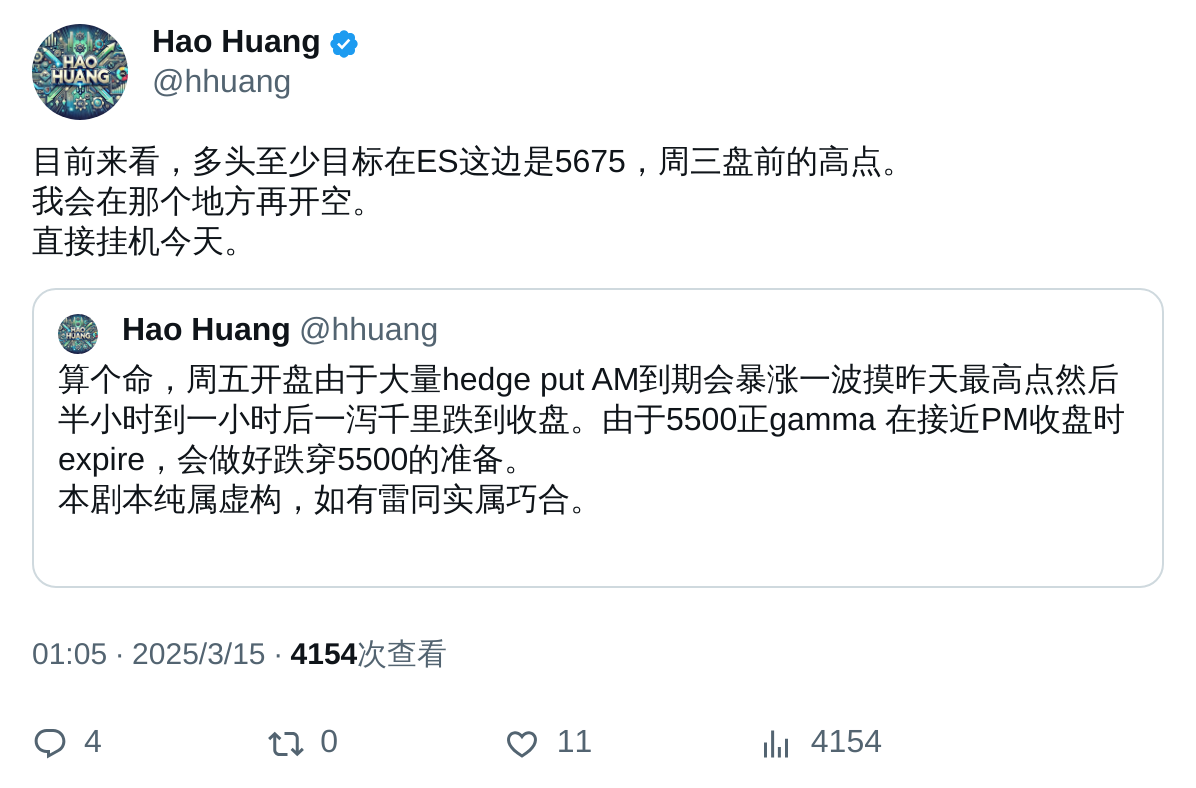 HAO
HUANG
Hao Huang
@hhuang
目前来看，多头至少目标在ES这边是5675，周三盘前的高点。
我会在那个地方再开空。
直接挂机今天。
HAO
HUANG
Hao Huang @hhuang
算个命，周五开盘由于大量hedge put AM到期会暴涨一波摸昨天最高点然后
半小时到一小时后一泻千里跌到收盘。由于5500正gamma 在接近PM收盘时
expire，会做好跌穿5500的准备。
本剧本纯属虚构，如有雷同实属巧合。
01:05 · 2025/3/15 · 4154次查看
4 0 11 4154